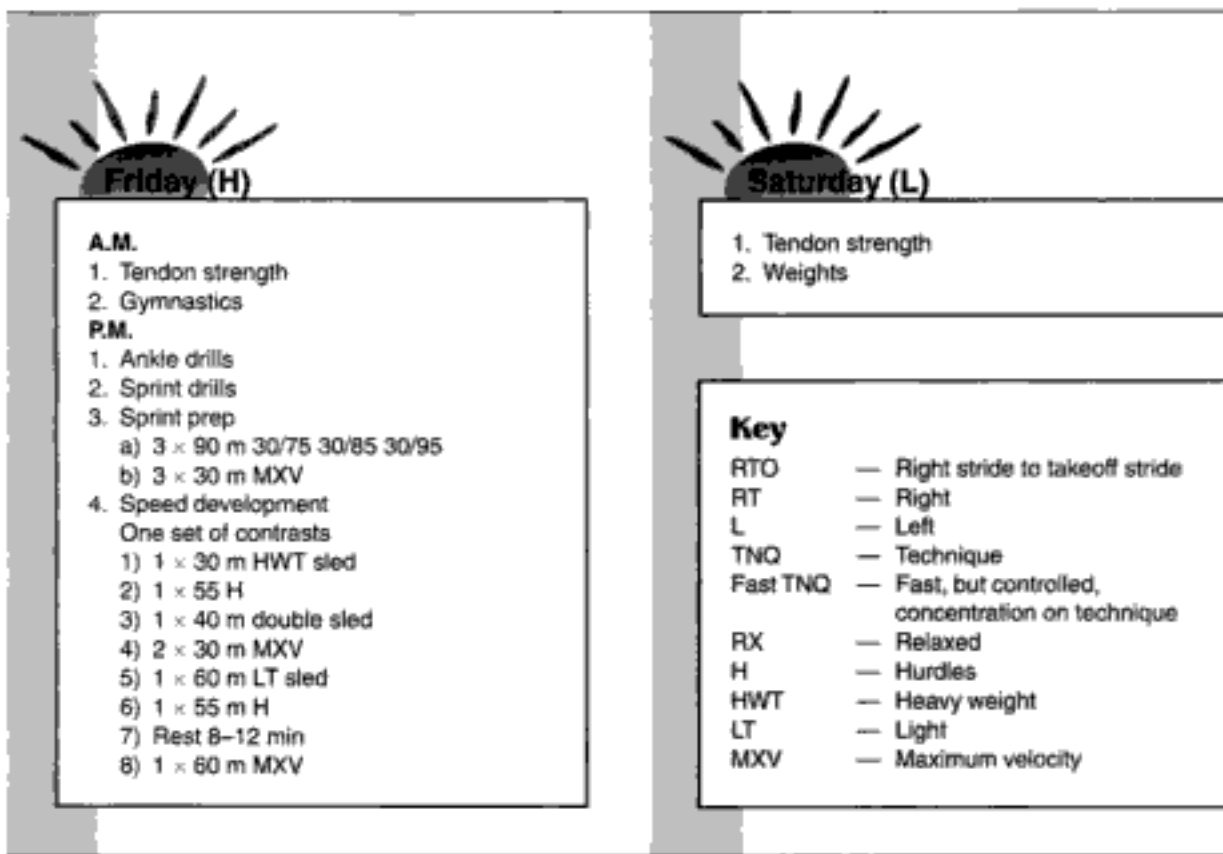 Friday (H)
A.M.
1. Tendon strength
2. Gymnastics
P.M.
1. Ankle drills
2. Sprint drills
3. Sprint prep
a) 3 × 90 m 30/75 30/85 30/95
b) 3 × 30 m MXV
4. Speed development
One set of contrasts
1) 1 × 30 m HWT sled
2) 1 × 55 H
3) 1 × 40 m double sled
4) 2 × 30 m MXV
5) 1 × 60 m LT sled
6) 1 × 55 m H
7) Rest 8–12 min
8) 1 × 60 m MXV
Saturday (L)
1. Tendon strength
2. Weights
Key
RTO — Right stride to takeoff stride
RT — Right
L — Left
TNQ — Technique
Fast TNQ — Fast, but controlled,
concentration on technique
RX — Relaxed
H — Hurdles
HWT — Heavy weight
LT — Light
MXV — Maximum velocity